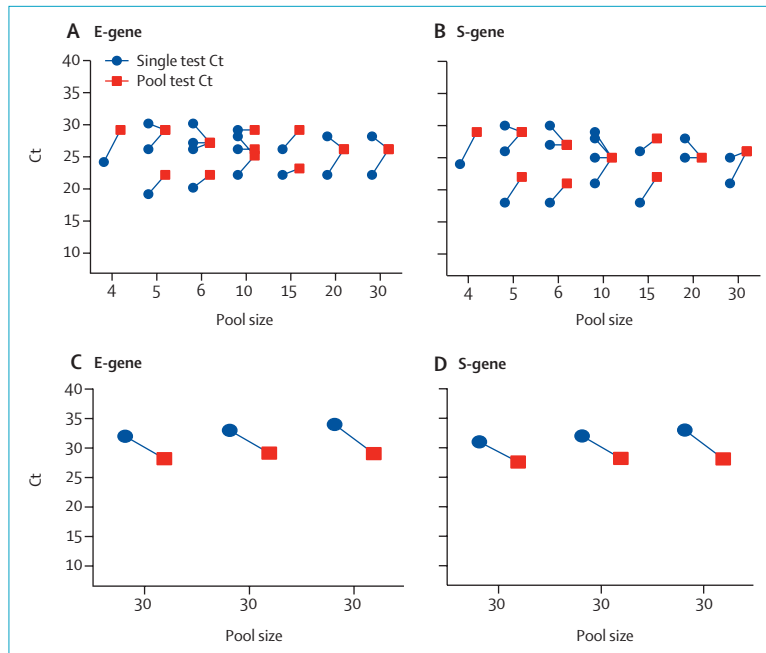 A E-gene
B S-gene
Single test Ct
Pool test Ct
40
35
30
25
20
15
10
Ct
4 5 6 10 15 20 30
4 5 6 10 15 20 30
Pool size
Pool size
C E-gene
D S-gene
40
35
30
25
20
15
10
Ct
30 30 30
30 30 30
Pool size
Pool size